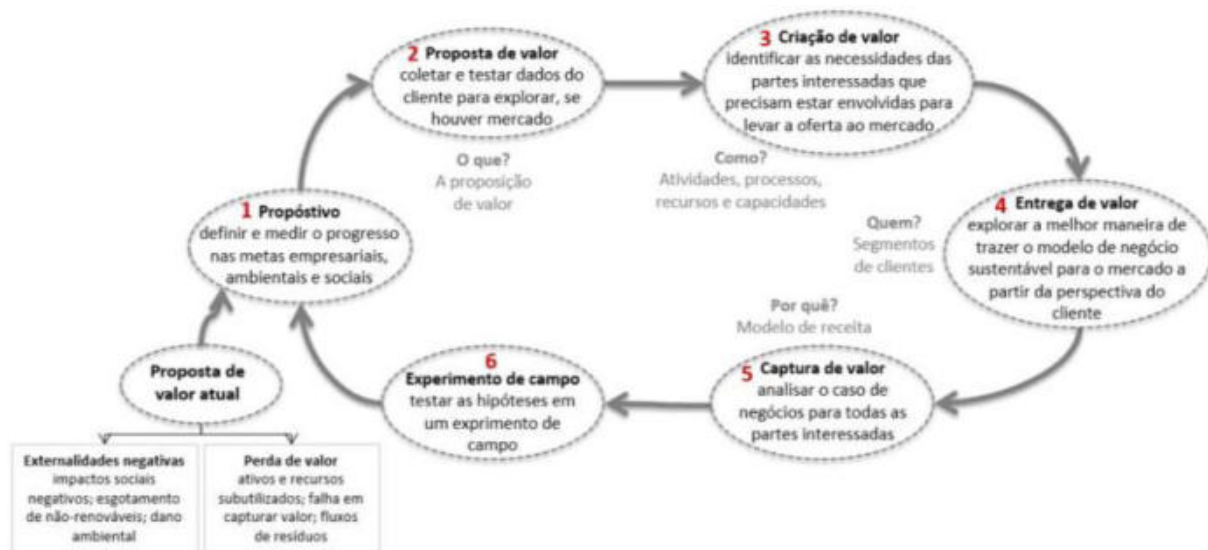 2 Proposta de valor
coletar e testar dados do
cliente para explorar, se
houver mercado
3 Criação de valor
identificar as necessidades das
partes interessadas que
precisam estar envolvidas para
levar a oferta ao mercado
O que?
A proposição
de valor
Como?
Atividades, processos,
recursos e capacidades
1 Propóstivo
definir e medir o progresso
nas metas empresariais,
ambientais e sociais
Quem?
Segmentos
de clientes
4 Entrega de valor
explorar a melhor maneira de
trazer o modelo de negócio
sustentável para o mercado a
partir da perspectiva do
cliente
Por quê?
Modelo de receita
Proposta de
valor atual
6
Experimento de campo
testar as hipóteses em
um exprimento de
campo
5 Captura de valor
analisar o caso de
negócios para todas as
partes interessadas
Externalidades negativas
impactos sociais
negativos; esgotamento
de não-renováveis; dano
ambiental
Perda de valor
ativos e recursos
subutilizados; falha em
capturar valor; fluxos
de resíduos